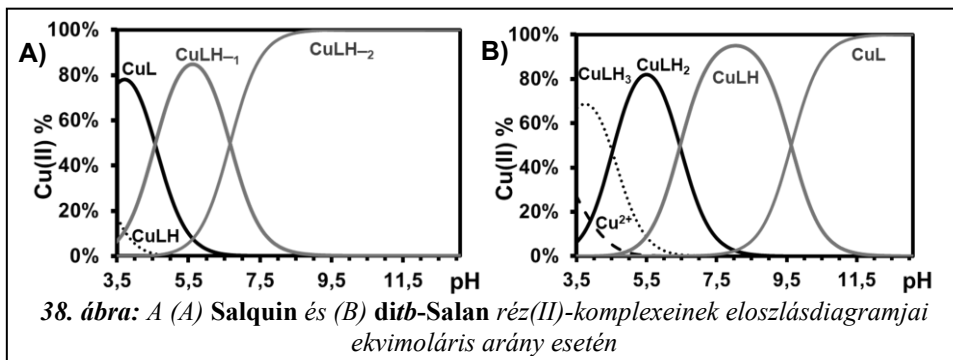 A)
100%
80%
60%
40%
20%
0%
Cu(II) %
CuL
CuLH–1
CuLH–2
CuLH
3,5 5,5 7,5 9,5 11,5 pH
B)
100%
80%
60%
40%
20%
0%
Cu(II) %
CuLH3
CuLH2
CuLH
CuL
Cu2+
3,5 5,5 7,5 9,5 11,5 pH
38. ábra: A (A) Salquin és (B) ditb-Salan réz(II)-komplexeinek eloszlásdiagramjai
ekvimoláris arány esetén